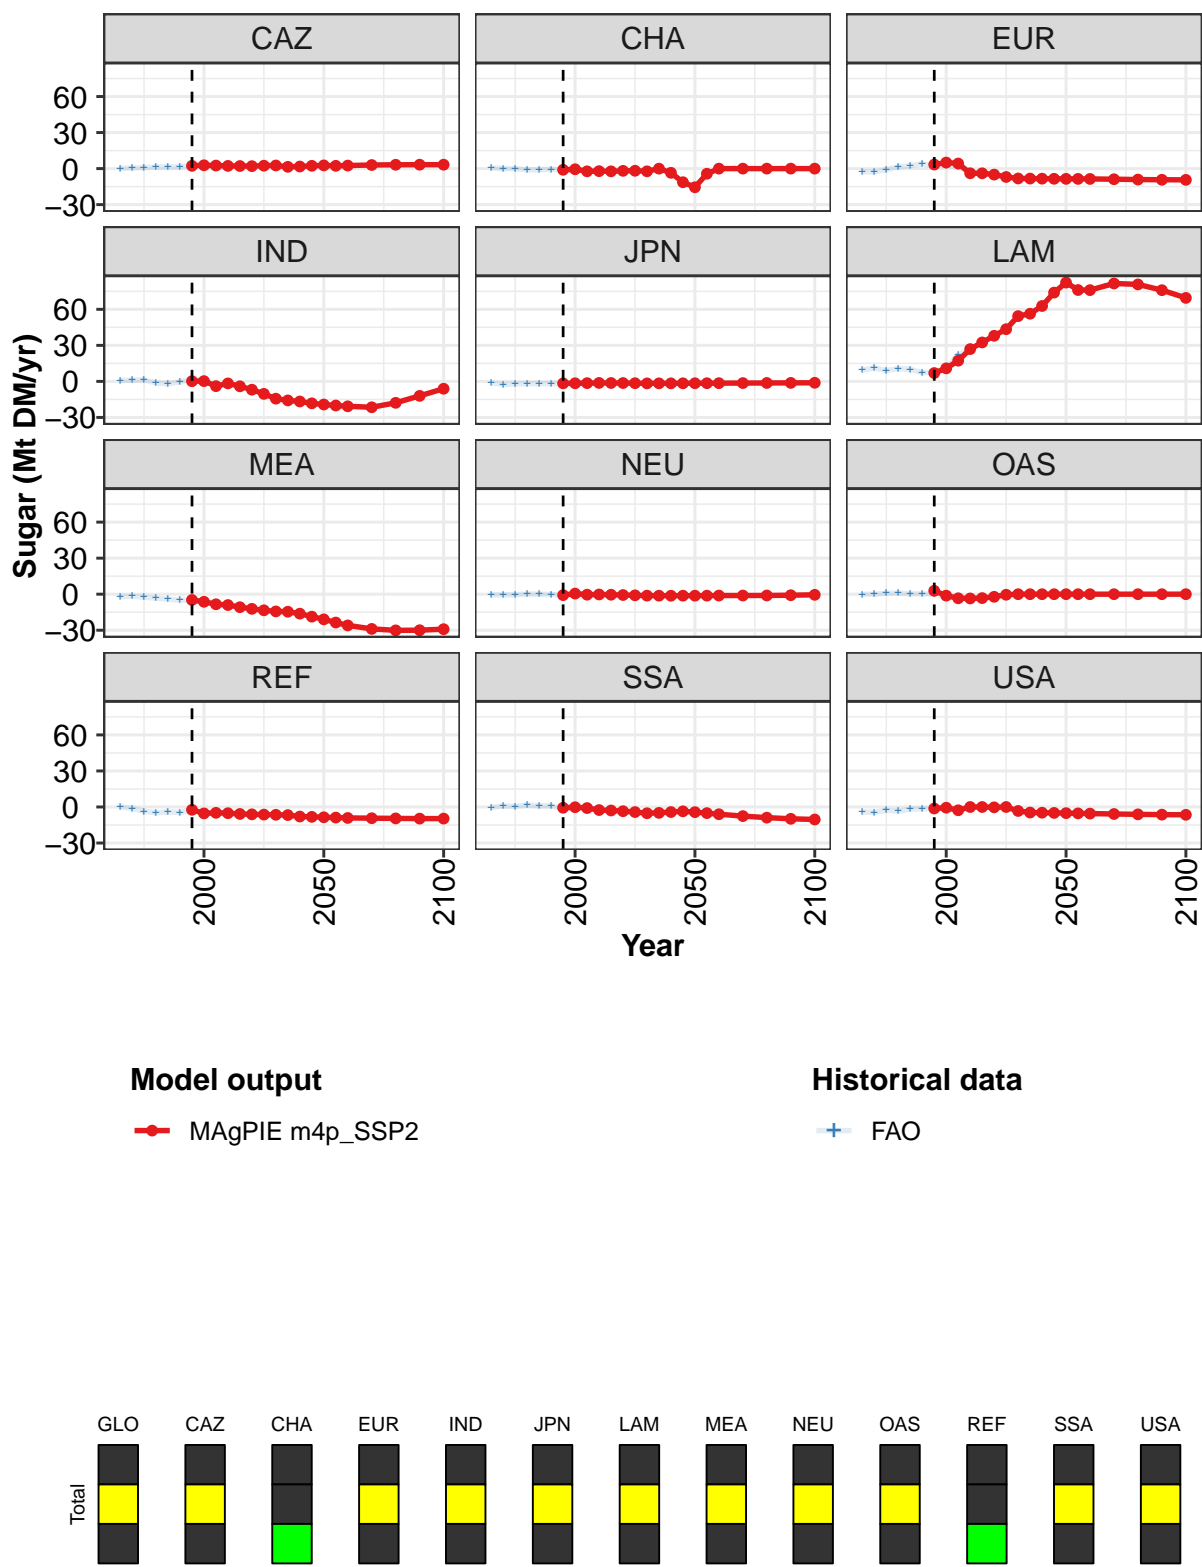 CAZ CHA EUR
60
30
0
−30
IND JPN LAM
60
30
0
−30
MEA NEU OAS
60
30
0
−30
REF SSA USA
60
30
0
−30
Sugar (Mt DM/yr)
2000 2050 2100 2000 2050 2100 2000 2050 2100
Year
Model output Historical data
MAgPIE m4p_SSP2 FAO
GLO CAZ CHA EUR IND JPN LAM MEA NEU OAS REF SSA USA
Total